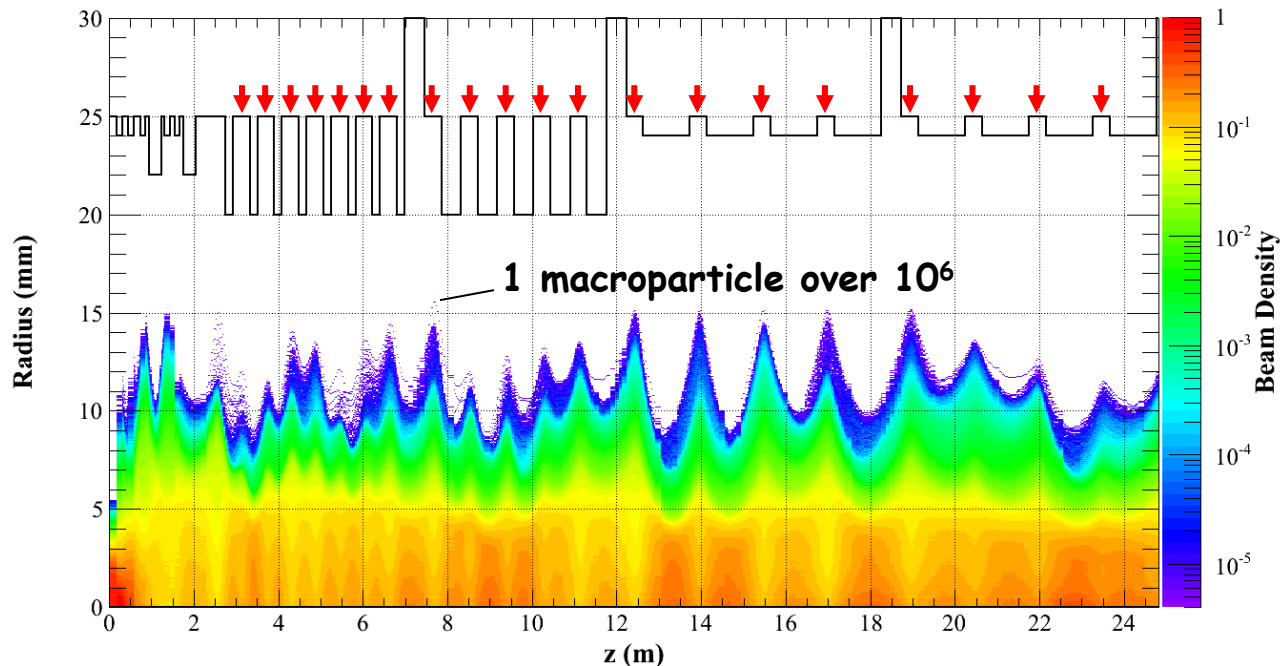 30
25
20
15
10
5
0
Radius (mm)
1 macroparticle over 10⁶
0 2 4 6 8 10 12 14 16 18 20 22 24
z (m)
1
10⁻¹
10⁻²
10⁻³
10⁻⁴
10⁻⁵
Beam Density